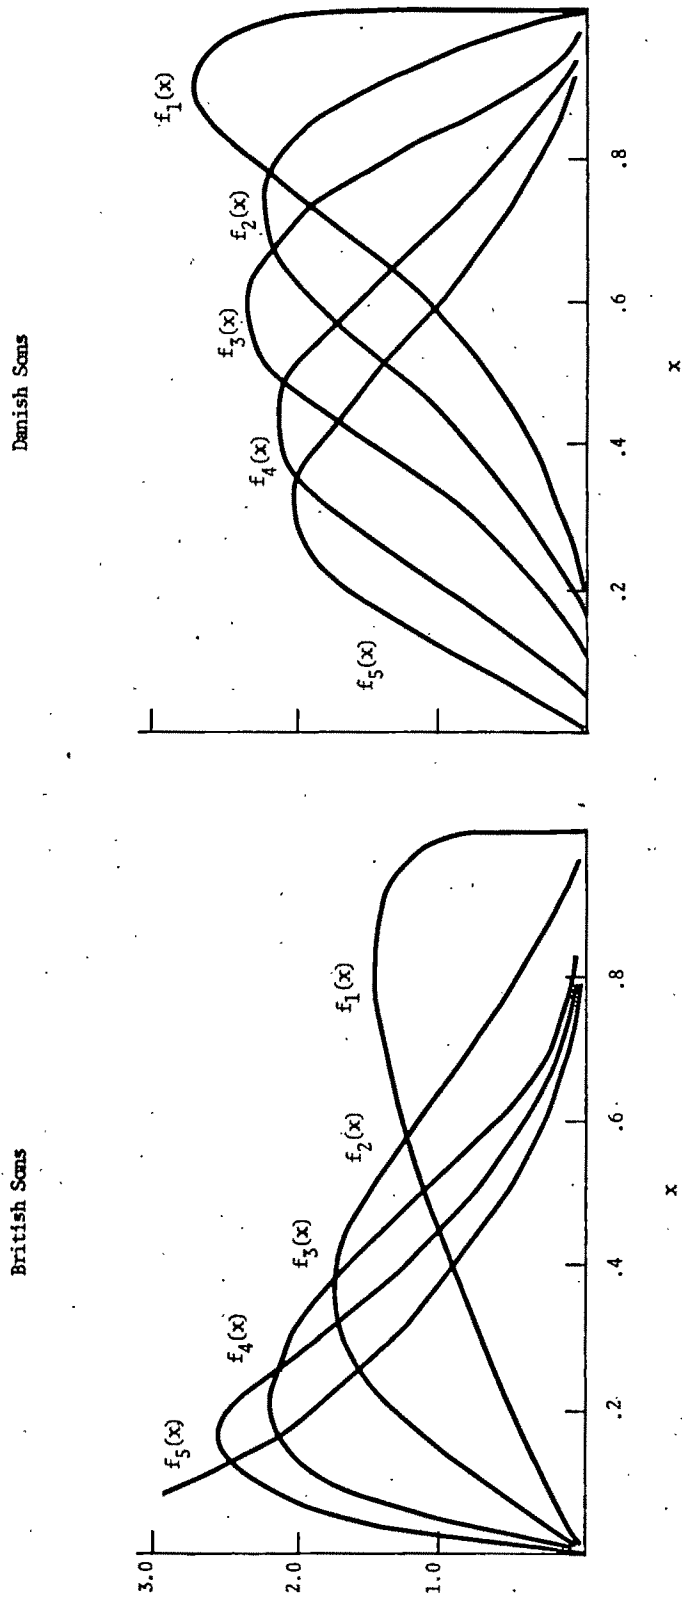 British Sons
3.0
2.0
1.0
f5(x)
f4(x)
f3(x)
f2(x)
f1(x)
.2
.4
.6
.8
x
Danish Sons
f5(x)
f4(x)
f3(x)
f2(x)
f1(x)
.2
.4
.6
.8
x